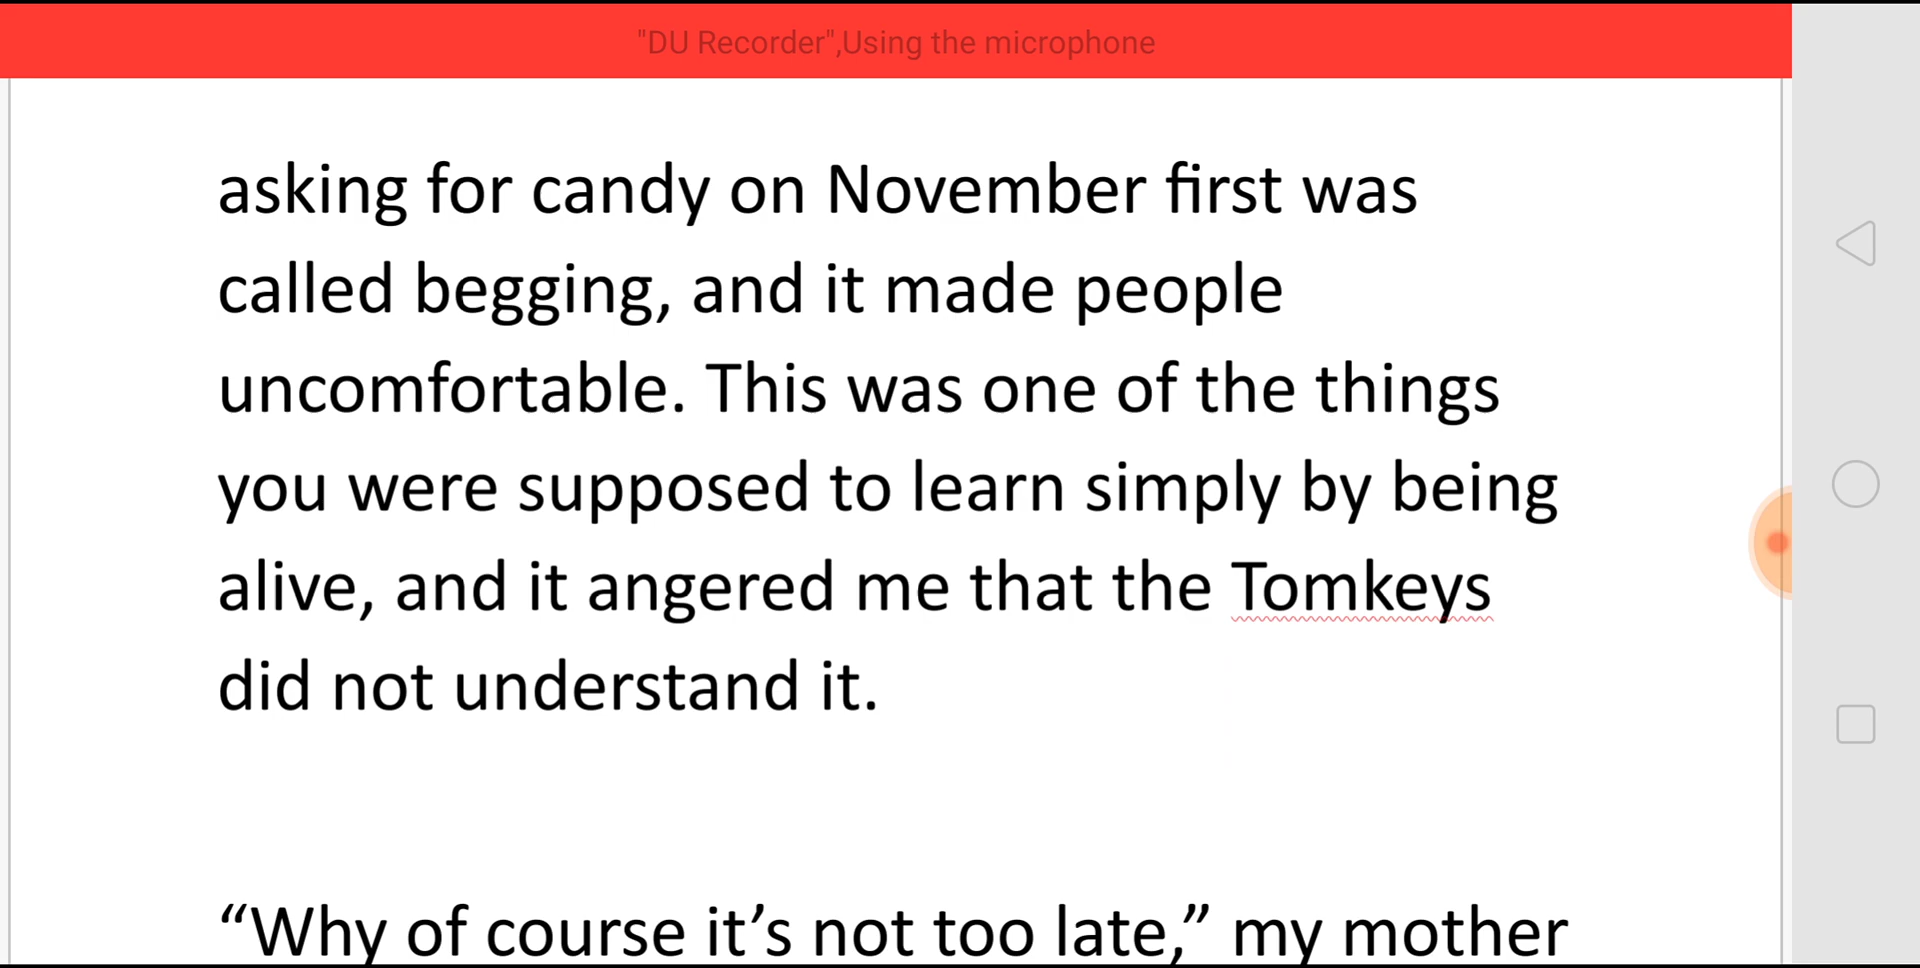 "DU Recorder",Using the microphone
asking for candy on November first was
called begging, and it made people
uncomfortable. This was one of the things
you were supposed to learn simply by being
alive, and it angered me that the Tomkeys
did not understand it.
“Why of course it’s not too late,” my mother